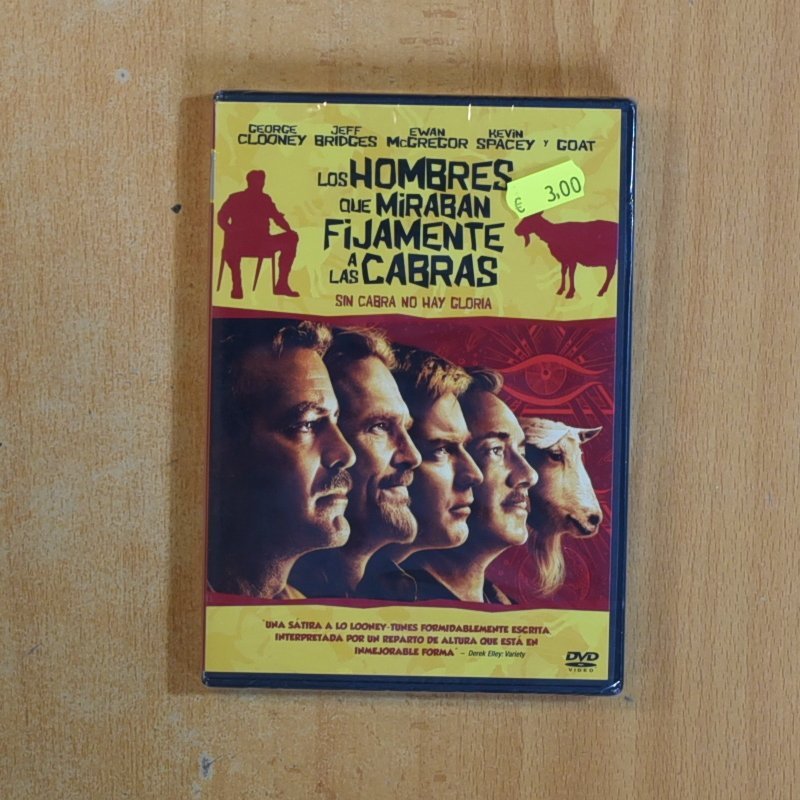 GEORGE CLOONEY JEFF BRIDGES EWAN McGREGOR KEVIN SPACEY Y GOAT
LOS HOMBRES
QUE MIRABAN
FIJAMENTE
A LAS CABRAS
SIN CABRA NO HAY GLORIA
€ 3,00
"UNA SÁTIRA A LO LOONEY-TUNES FORMIDABLEMENTE ESCRITA,
INTERPRETADA POR UN REPARTO DE ALTURA QUE ESTÁ EN
INMEJORABLE FORMA" – Derek Elley: Variety
DVD
VIDEO